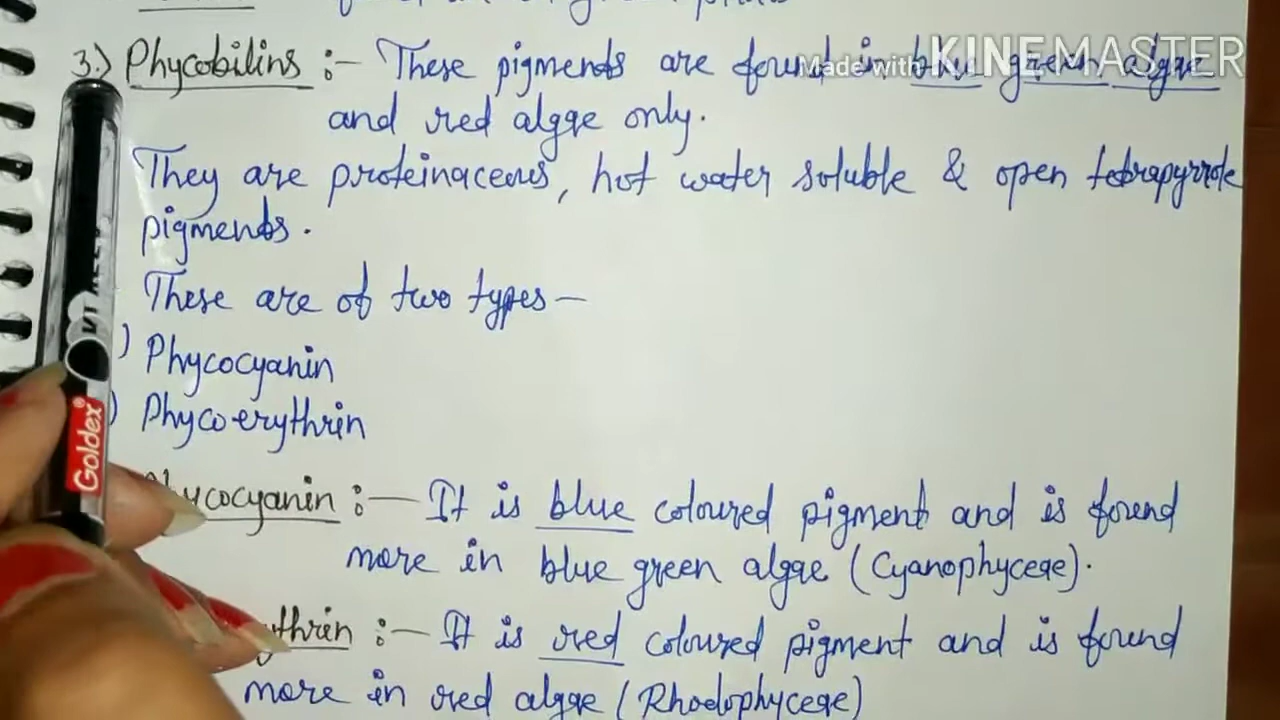 3.) Phycobilins :- These pigments are found in blue green algae
Made with KINEMASTER
and red algae only.
They are proteinaceous, hot water soluble & open tetrapyrrole
pigments.
These are of two types -
) Phycocyanin
) Phycoerythrin
ycocyanin :- It is blue coloured pigment and is found
more in blue green algae (Cyanophyceae).
ythrin :- It is red coloured pigment and is found
more in red algae (Rhodophyceae)
Goldex